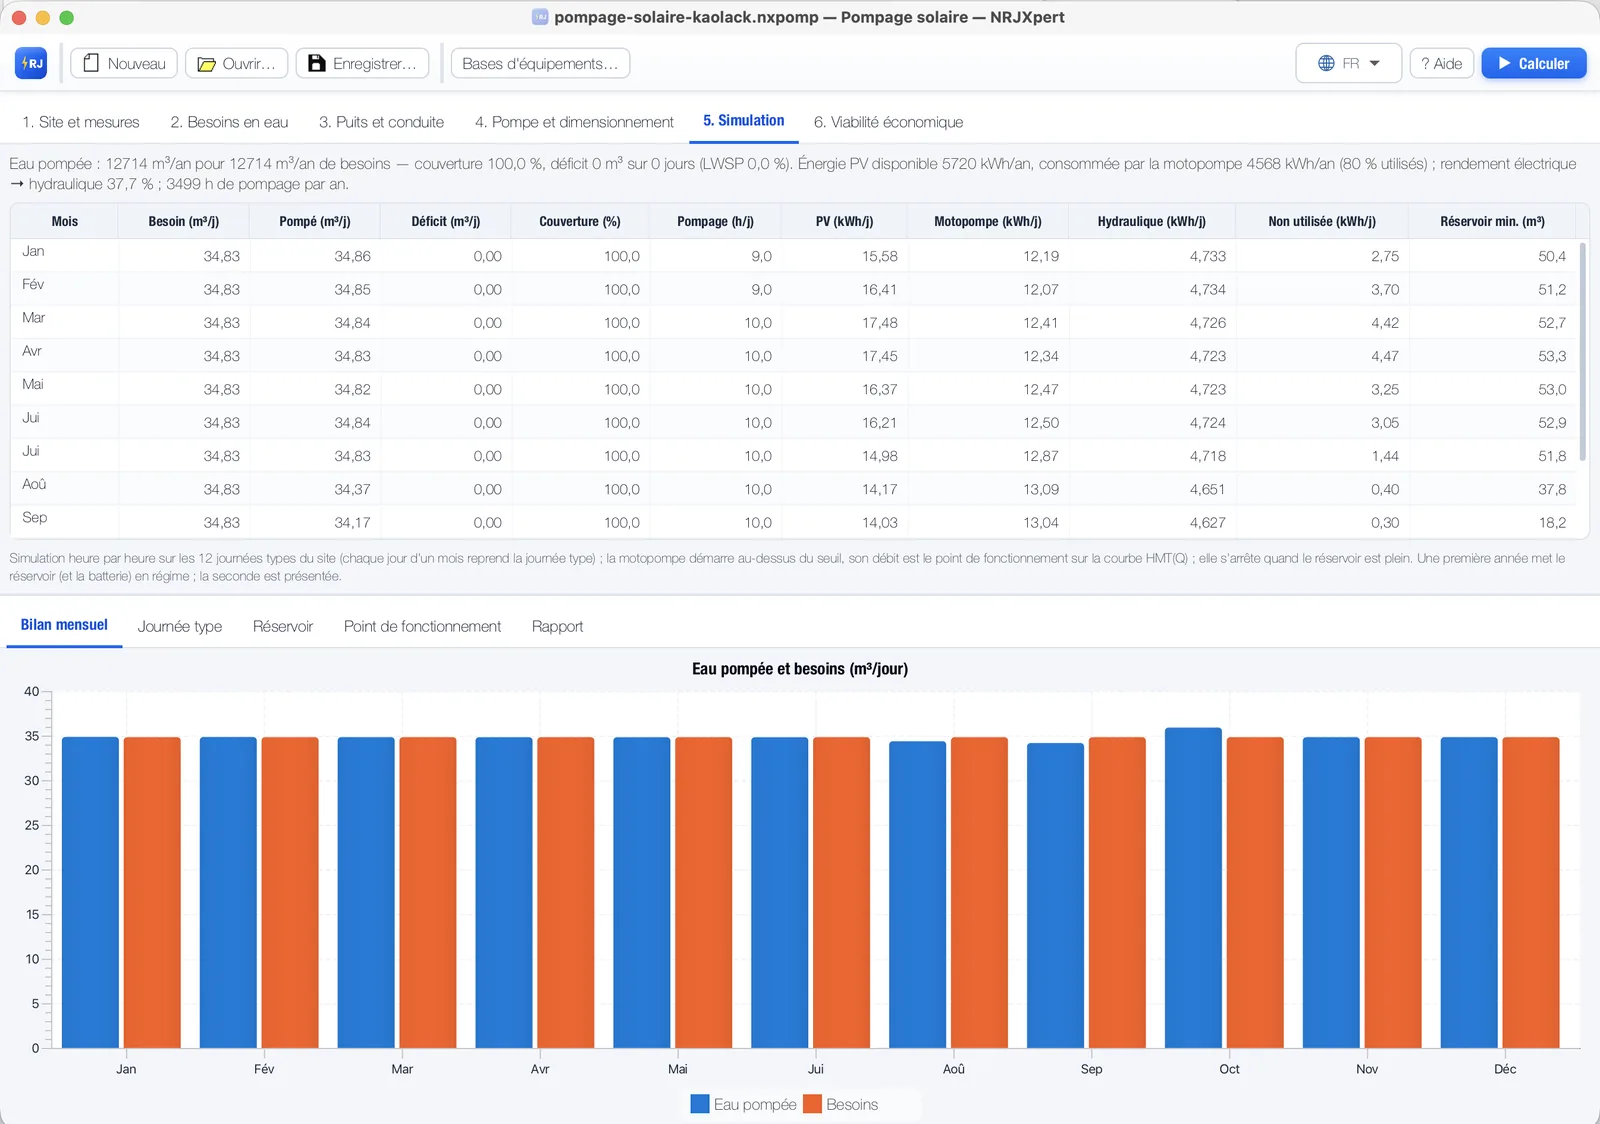 pompage-solaire-kaolack.nxpomp — Pompage solaire — NRJXpert
RJ Nouveau Ouvrir... Enregistrer... Bases d'équipements... FR ? Aide Calculer
1. Site et mesures 2. Besoins en eau 3. Puits et conduite 4. Pompe et dimensionnement 5. Simulation 6. Viabilité économique
Eau pompée : 12714 m³/an pour 12714 m³/an de besoins — couverture 100,0 %, déficit 0 m³ sur 0 jours (LWSP 0,0 %). Énergie PV disponible 5720 kWh/an, consommée par la motopompe 4568 kWh/an (80 % utilisés) ; rendement électrique
→ hydraulique 37,7 % ; 3499 h de pompage par an.
Mois Besoin (m³/j) Pompé (m³/j) Déficit (m³/j) Couverture (%) Pompage (h/j) PV (kWh/j) Motopompe (kWh/j) Hydraulique (kWh/j) Non utilisée (kWh/j) Réservoir min. (m³)
Jan 34,83 34,86 0,00 100,0 9,0 15,58 12,19 4,733 2,75 50,4
Fév 34,83 34,85 0,00 100,0 9,0 16,41 12,07 4,734 3,70 51,2
Mar 34,83 34,84 0,00 100,0 10,0 17,48 12,41 4,726 4,42 52,7
Avr 34,83 34,83 0,00 100,0 10,0 17,45 12,34 4,723 4,47 53,3
Mai 34,83 34,82 0,00 100,0 10,0 16,37 12,47 4,723 3,25 53,0
Jui 34,83 34,84 0,00 100,0 10,0 16,21 12,50 4,724 3,05 52,9
Jui 34,83 34,83 0,00 100,0 10,0 14,98 12,87 4,718 1,44 51,8
Aoû 34,83 34,37 0,00 100,0 10,0 14,17 13,09 4,651 0,40 37,8
Sep 34,83 34,17 0,00 100,0 10,0 14,03 13,04 4,627 0,30 18,2
Simulation heure par heure sur les 12 journées types du site (chaque jour d'un mois reprend la journée type) ; la motopompe démarre au-dessus du seuil, son débit est le point de fonctionnement sur la courbe HMT(Q) ; elle s'arrête quand le réservoir est plein. Une première année met le
réservoir (et la batterie) en régime ; la seconde est présentée.
Bilan mensuel Journée type Réservoir Point de fonctionnement Rapport
Eau pompée et besoins (m³/jour)
40
35
30
25
20
15
10
5
0
Jan Fév Mar Avr Mai Jui Aoû Sep Oct Nov Déc
Eau pompée Besoins